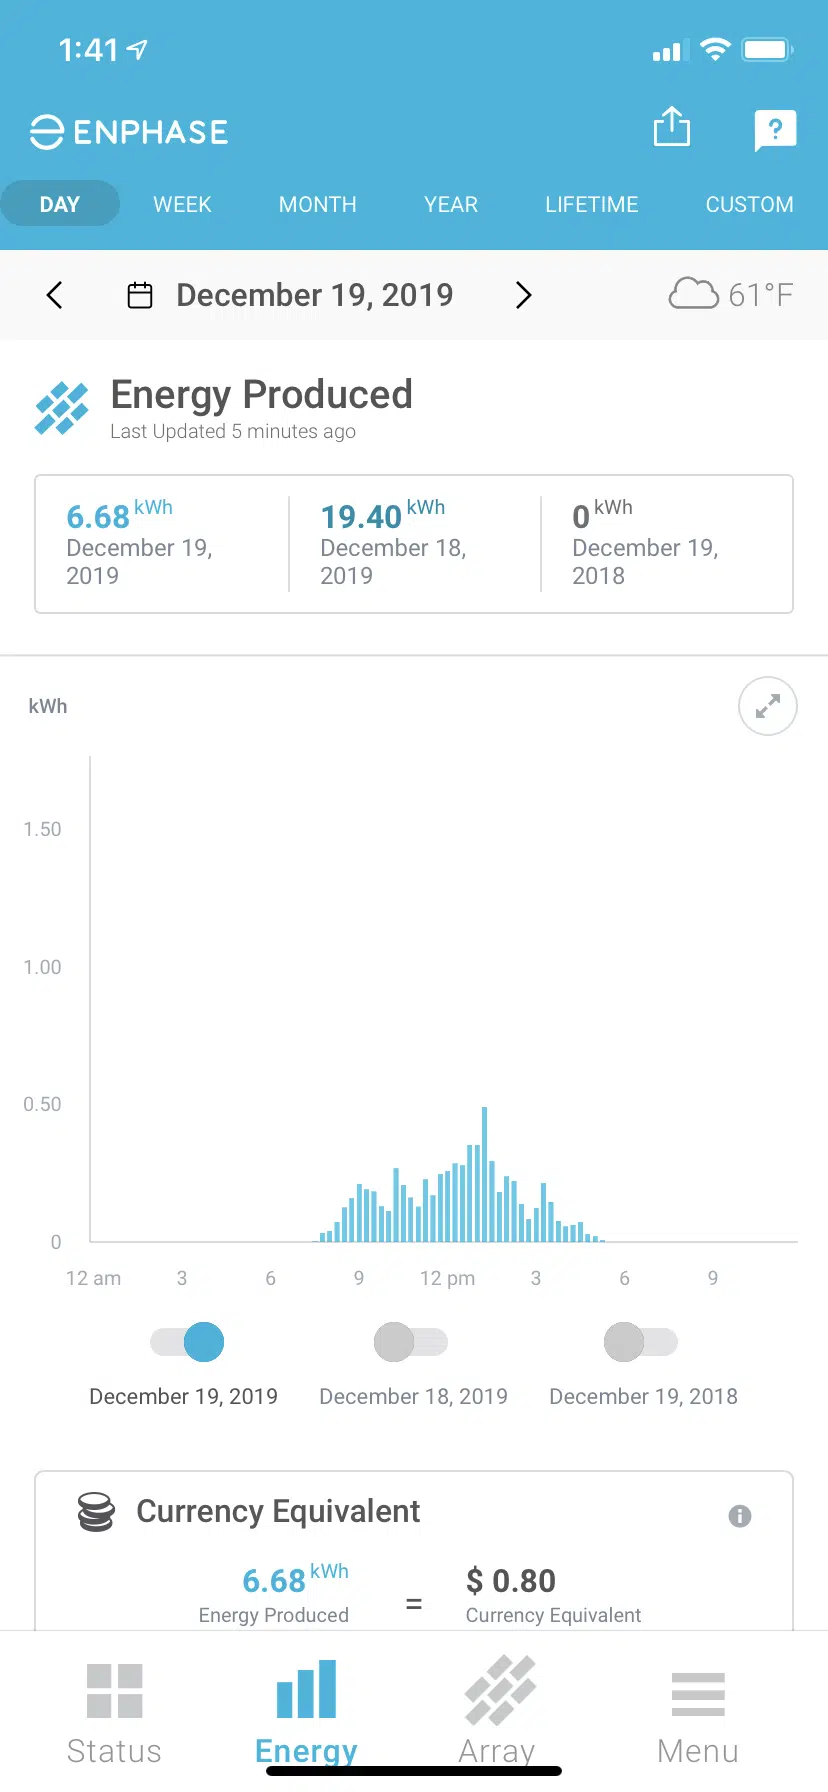 1:41
ENPHASE
?
DAY WEEK MONTH YEAR LIFETIME CUSTOM
December 19, 2019 61°F
Energy Produced
Last Updated 5 minutes ago
6.68 kWh 19.40 kWh 0 kWh
December 19, December 18, December 19,
2019 2019 2018
kWh
1.50
1.00
0.50
0
12 am 3 6 9 12 pm 3 6 9
December 19, 2019 December 18, 2019 December 19, 2018
Currency Equivalent i
6.68 kWh = $ 0.80
Energy Produced Currency Equivalent
Status Energy Array Menu